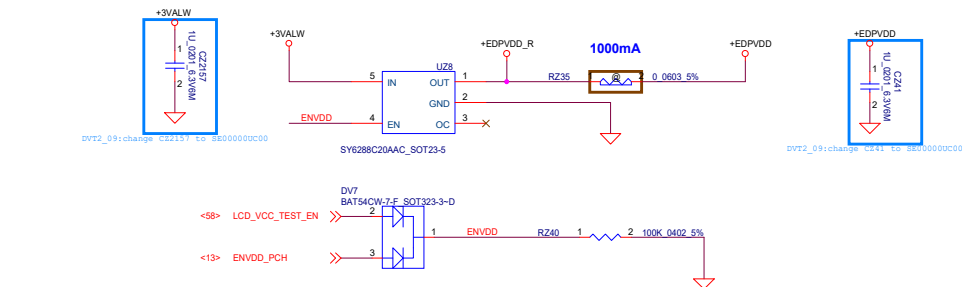 +3VALW
1
2
CZ2157
1U_0201_6.3V6M
DVT2_09:change CZ2157 to SE00000UC00
+3VALW
+EDPVDD_R
1000mA
+EDPVDD
UZ8
5 IN OUT 1
RZ35 1 @ 2 0_0603_5%
GND 2
ENVDD 4 EN OC 3
SY6288C20AAC_SOT23-5
+EDPVDD
1
2
CZ41
1U_0201_6.3V6M
DVT2_09:change CZ41 to SE00000UC00
DV7
BAT54CW-7-F_SOT323-3~D
<58> LCD_VCC_TEST_EN 2
1 ENVDD RZ40 1 2 100K_0402_5%
<13> ENVDD_PCH 3